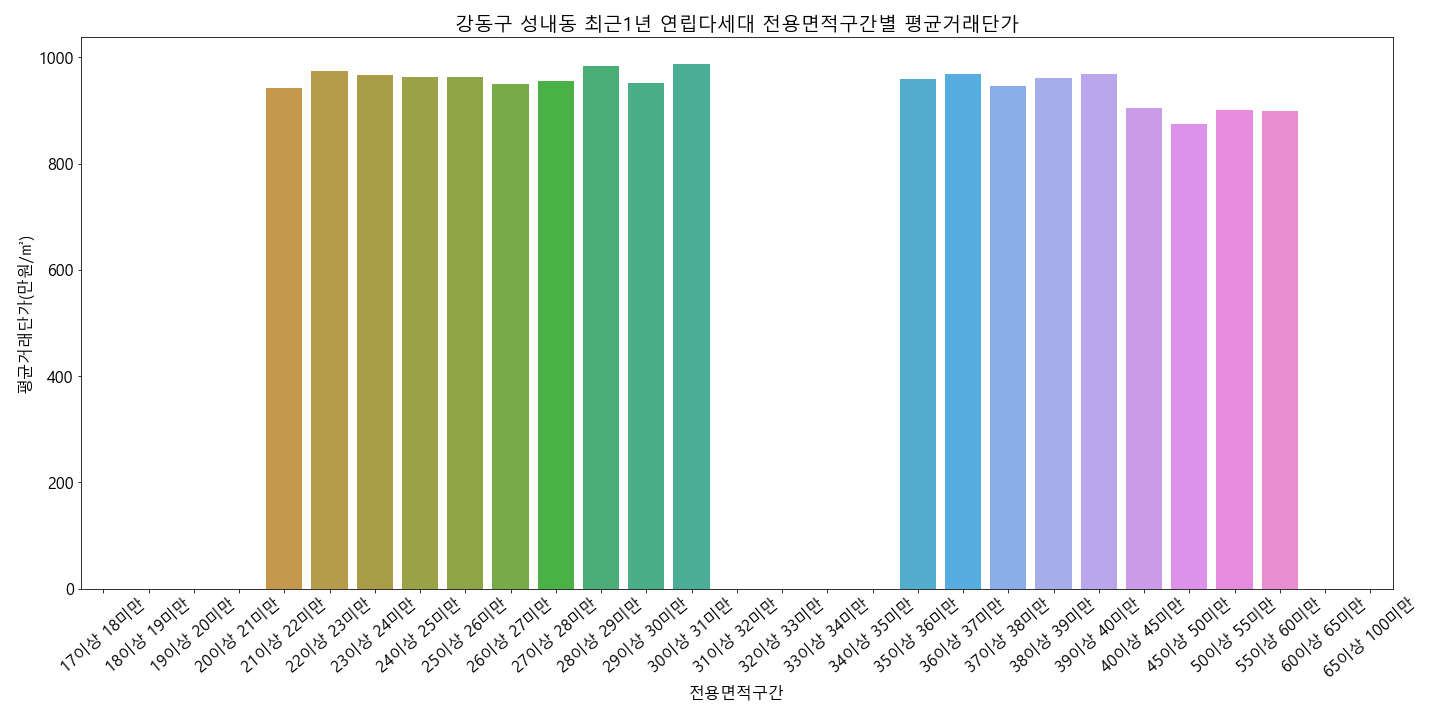 강동구 성내동 최근1년 연립다세대 전용면적구간별 평균거래단가
평균거래단가(만원/㎡)
1000
800
600
400
200
0
17이상 18미만
18이상 19미만
19이상 20미만
20이상 21미만
21이상 22미만
22이상 23미만
23이상 24미만
24이상 25미만
25이상 26미만
26이상 27미만
27이상 28미만
28이상 29미만
29이상 30미만
30이상 31미만
31이상 32미만
32이상 33미만
33이상 34미만
34이상 35미만
35이상 36미만
36이상 37미만
37이상 38미만
38이상 39미만
39이상 40미만
40이상 45미만
45이상 50미만
50이상 55미만
55이상 60미만
60이상 65미만
65이상 100미만
전용면적구간